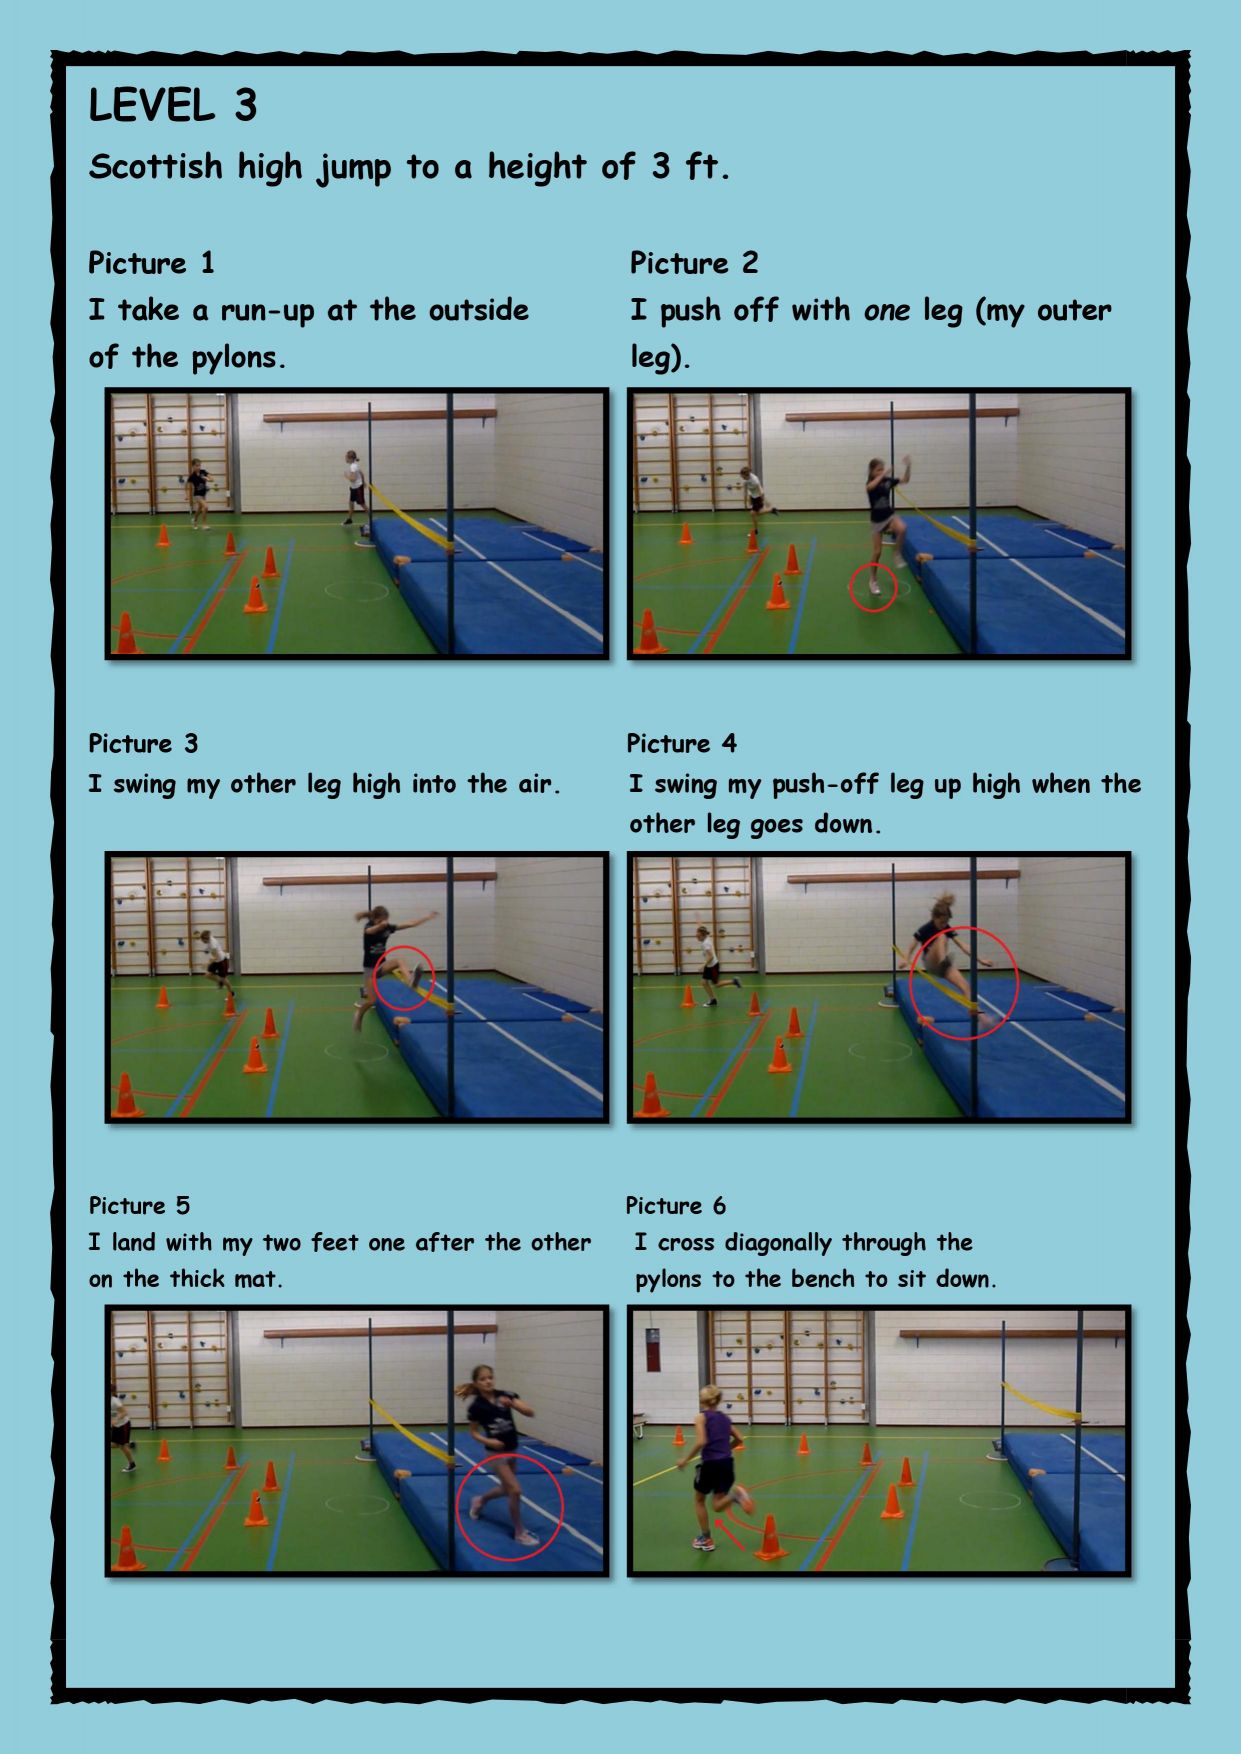 LEVEL 3
Scottish high jump to a height of 3 ft.
Picture 1
I take a run-up at the outside
of the pylons.
Picture 2
I push off with one leg (my outer
leg).
Picture 3
I swing my other leg high into the air.
Picture 4
I swing my push-off leg up high when the
other leg goes down.
Picture 5
I land with my two feet one after the other
on the thick mat.
Picture 6
I cross diagonally through the
pylons to the bench to sit down.